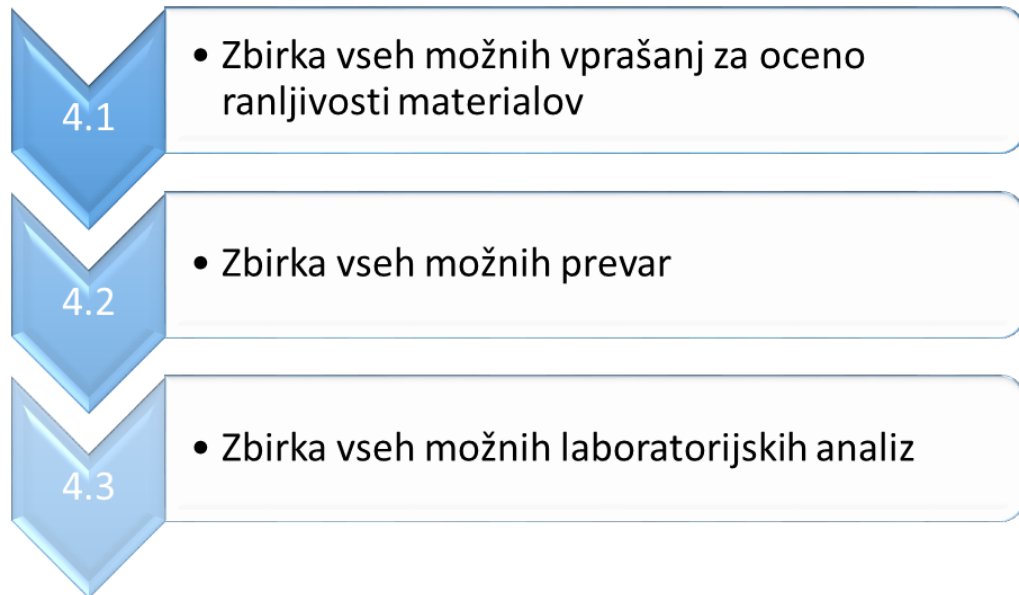 4.1
• Zbirka vseh možnih vprašanj za oceno
ranljivosti materialov
4.2
• Zbirka vseh možnih prevar
4.3
• Zbirka vseh možnih laboratorijskih analiz